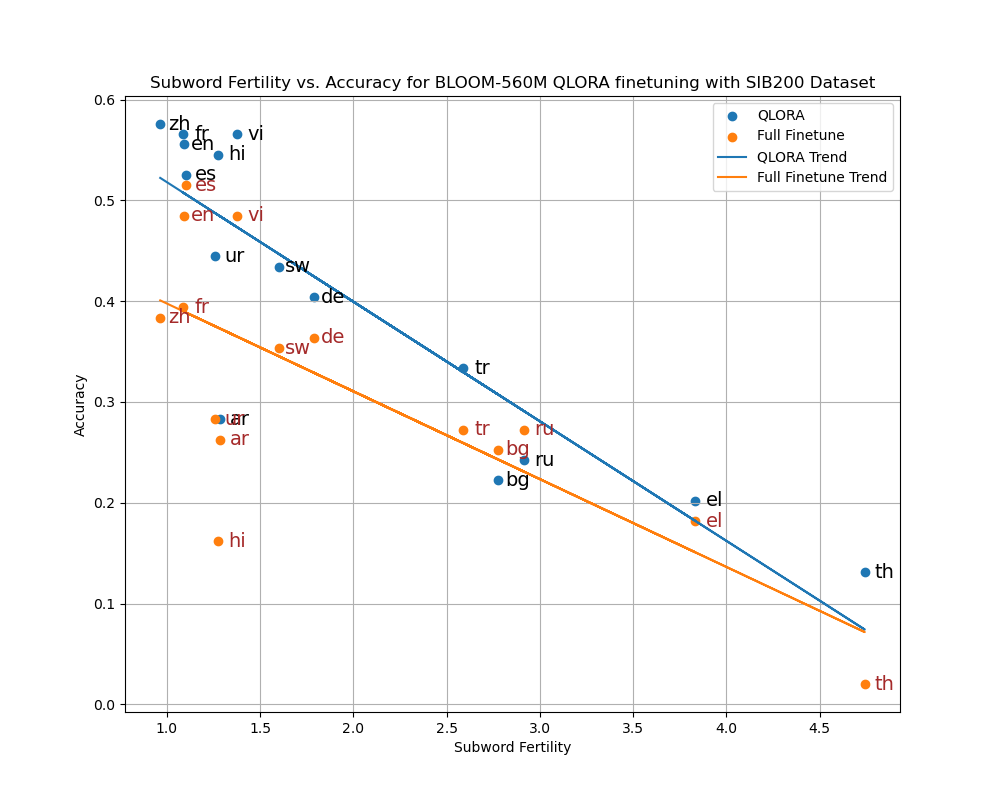 Subword Fertility vs. Accuracy for BLOOM-560M QLORA finetuning with SIB200 Dataset
QLORA
Full Finetune
QLORA Trend
Full Finetune Trend
0.6
0.5
0.4
0.3
0.2
0.1
0.0
Accuracy
zh
fr
vi
en
hi
es
es
en
vi
ur
sw
de
fr
zh
de
sw
tr
ur
ar
ar
tr
ru
bg
ru
bg
hi
el
el
th
th
1.0 1.5 2.0 2.5 3.0 3.5 4.0 4.5
Subword Fertility